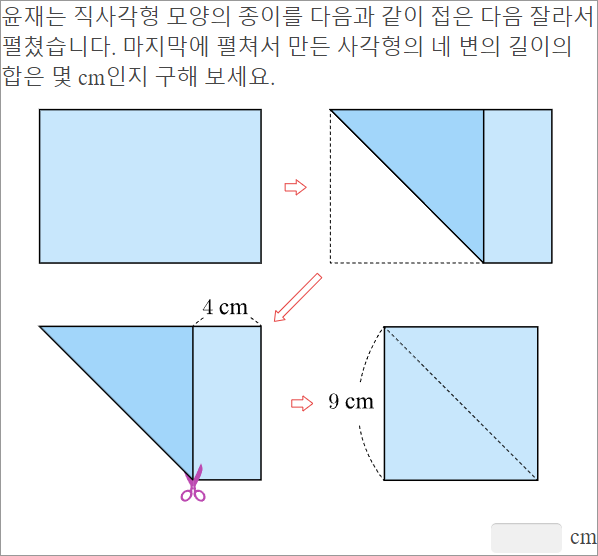 윤재는 직사각형 모양의 종이를 다음과 같이 접은 다음 잘라서
펼쳤습니다. 마지막에 펼쳐서 만든 사각형의 네 변의 길이의
합은 몇 cm인지 구해 보세요.
4 cm
9 cm
cm